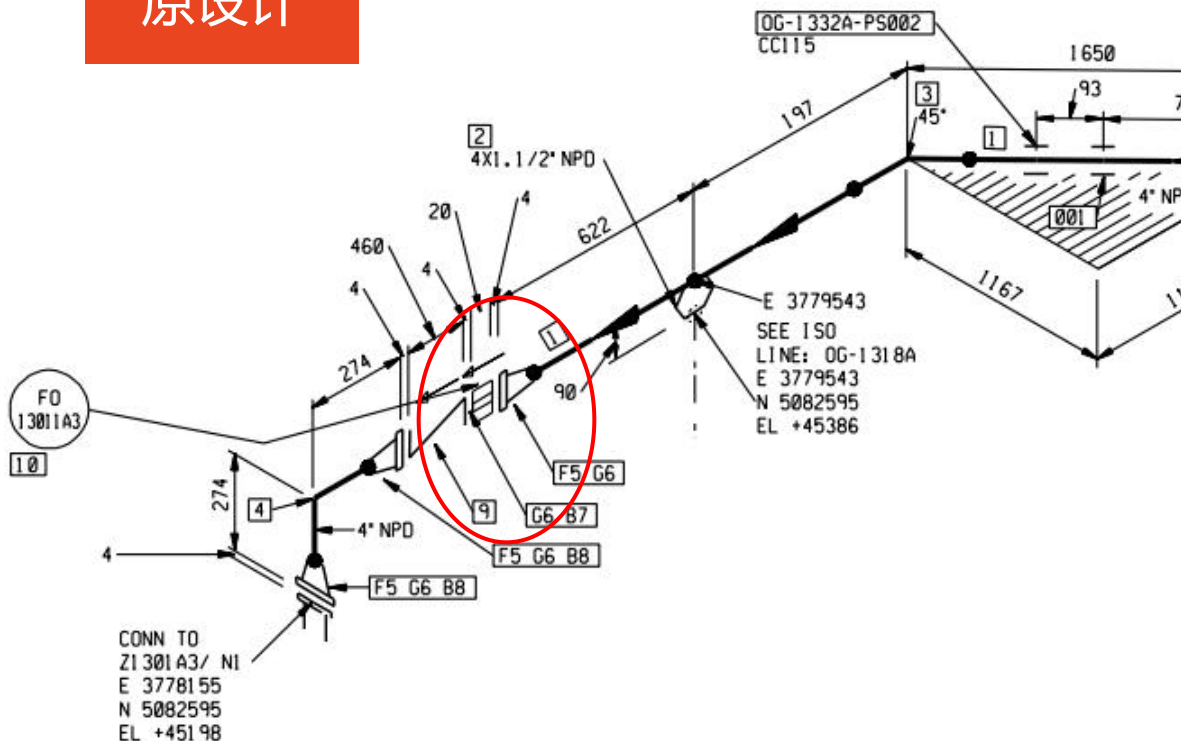 原设计
OG-1332A-PS002
CC115
1650
93
7
3
45°
1
197
2
4X1.1/2" NPD
4
20
622
460
4
4
001
4" NP
1167
11
E 3779543
SEE ISO
LINE: OG-1318A
E 3779543
N 5082595
EL +45386
1
90
274
FO
13011A3
10
F5 G6
274
4
9
G6 B7
4" NPD
F5 G6 B8
4
F5 G6 B8
CONN TO
Z1301A3/ N1
E 3778155
N 5082595
EL +45198